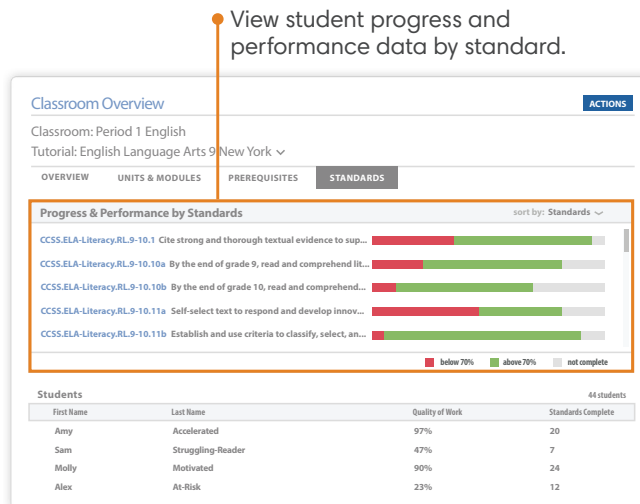 View student progress and
performance data by standard.
Classroom Overview
ACTIONS
Classroom: Period 1 English
Tutorial: English Language Arts 9 New York
OVERVIEW UNITS & MODULES PREREQUISITES STANDARDS
Progress & Performance by Standards sort by: Standards
CCSS.ELA-Literacy.RL.9-10.1 Cite strong and thorough textual evidence to sup...
CCSS.ELA-Literacy.RL.9-10.10a By the end of grade 9, read and comprehend lit...
CCSS.ELA-Literacy.RL.9-10.10b By the end of grade 10, read and comprehend...
CCSS.ELA-Literacy.RL.9-10.11a Self-select text to respond and develop innov...
CCSS.ELA-Literacy.RL.9-10.11b Establish and use criteria to classify, select, an...
below 70% above 70% not complete
Students 44 students
First Name Last Name Quality of Work Standards Complete
Amy Accelerated 97% 20
Sam Struggling-Reader 47% 7
Molly Motivated 90% 24
Alex At-Risk 23% 12